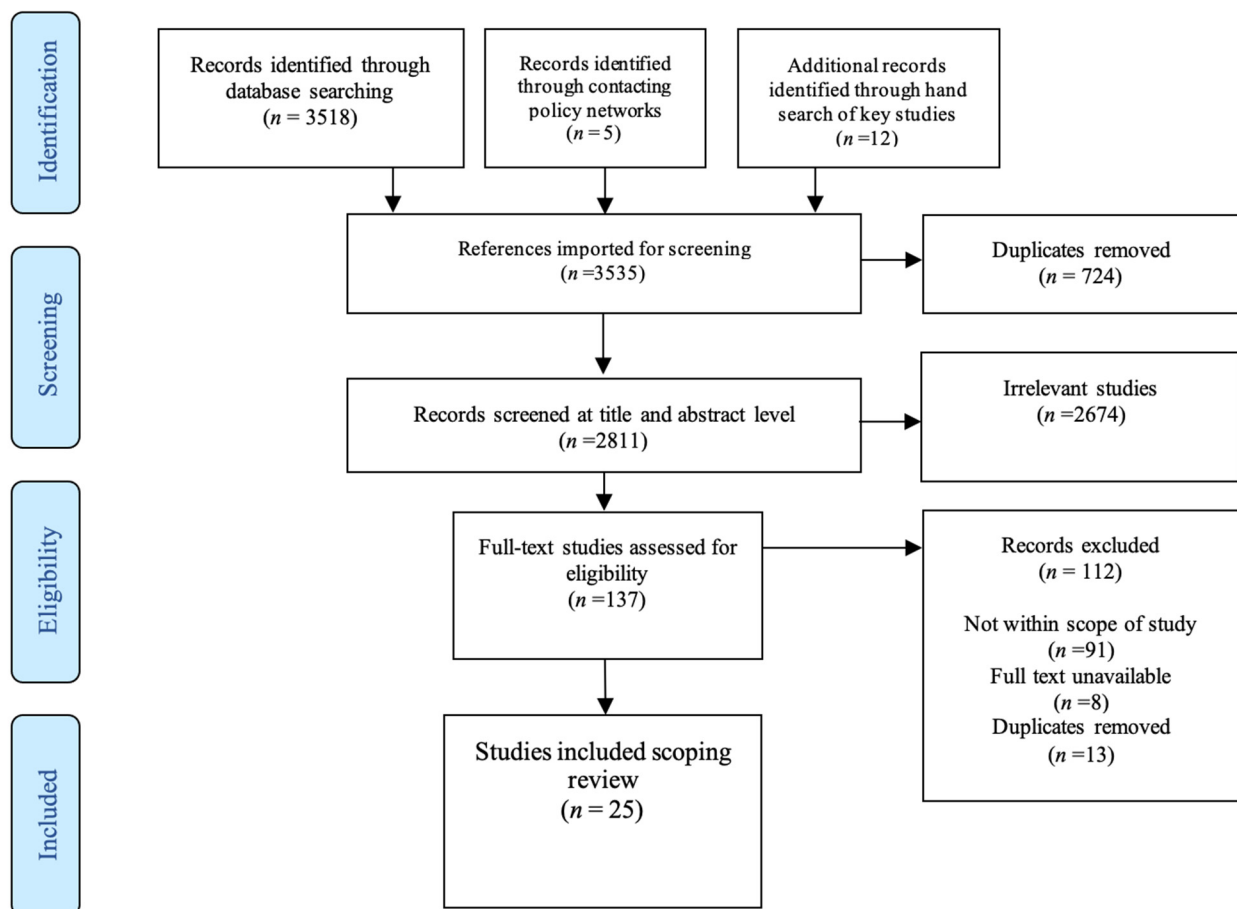 Identification
Records identified through
database searching
(n = 3518)
Records identified
through contacting
policy networks
(n = 5)
Additional records
identified through hand
search of key studies
(n =12)
References imported for screening
(n =3535)
Duplicates removed
(n = 724)
Screening
Records screened at title and abstract level
(n =2811)
Irrelevant studies
(n =2674)
Eligibility
Full-text studies assessed for
eligibility
(n =137)
Records excluded
(n = 112)
Not within scope of study
(n =91)
Full text unavailable
(n =8)
Duplicates removed
(n =13)
Included
Studies included scoping
review
(n = 25)